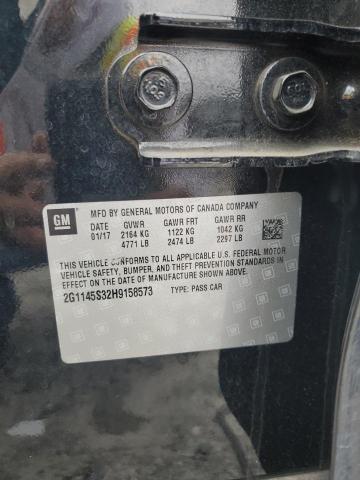 GM
MFD BY GENERAL MOTORS OF CANADA COMPANY
DATE GVWR GAWR FRT GAWR RR
01/17 2164 KG 1122 KG 1042 KG
4771 LB 2474 LB 2297 LB
THIS VEHICLE CONFORMS TO ALL APPLICABLE U.S. FEDERAL MOTOR
VEHICLE SAFETY, BUMPER, AND THEFT PREVENTION STANDARDS IN
EFFECT ON THE DATE OF MANUFACTURE SHOWN ABOVE.
2G1145S32H9158573 TYPE: PASS CAR